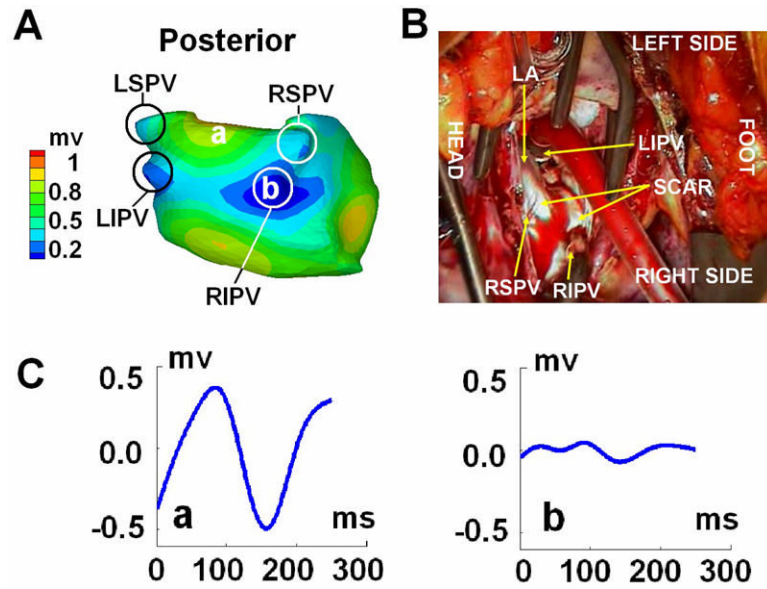 A
Posterior
LSPV
RSPV
mv
1
0.8
0.5
0.2
a
b
LIPV
RIPV
B
LEFT SIDE
LA
HEAD
FOOT
LIPV
SCAR
RSPV
RIPV
RIGHT SIDE
C
mv
0.5
0.0
-0.5
a
ms
0 100 200 300
mv
0.5
0.0
-0.5
b
ms
0 100 200 300